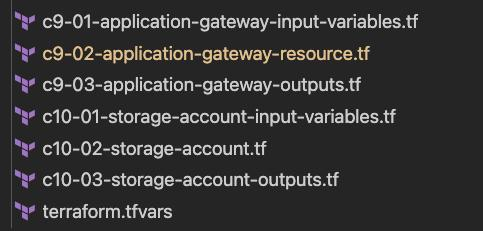 c9-01-application-gateway-input-variables.tf
c9-02-application-gateway-resource.tf
c9-03-application-gateway-outputs.tf
c10-01-storage-account-input-variables.tf
c10-02-storage-account.tf
c10-03-storage-account-outputs.tf
terraform.tfvars